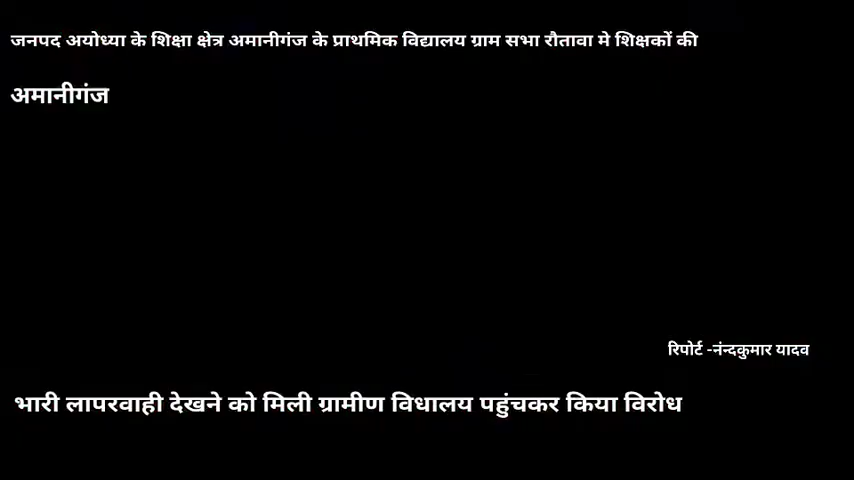 जनपद अयोध्या के शिक्षा क्षेत्र अमानीगंज के प्राथमिक विद्यालय ग्राम सभा रौतावा मे शिक्षकों की
अमानीगंज
रिपोर्ट -नंन्दकुमार यादव
भारी लापरवाही देखने को मिली ग्रामीण विधालय पहुंचकर किया विरोध